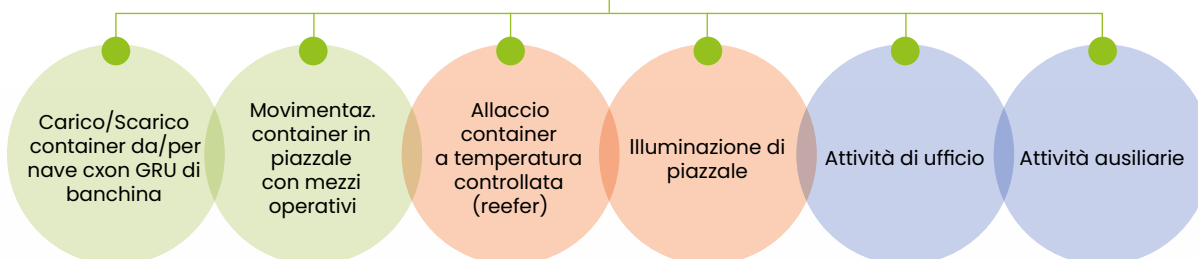 Carico/Scarico
container da/per
nave cxon GRU di
banchina
Movimentaz.
container in
piazzale
con mezzi
operativi
Allaccio
container
a temperatura
controllata
(reefer)
Illuminazione di
piazzale
Attività di ufficio
Attività ausiliarie